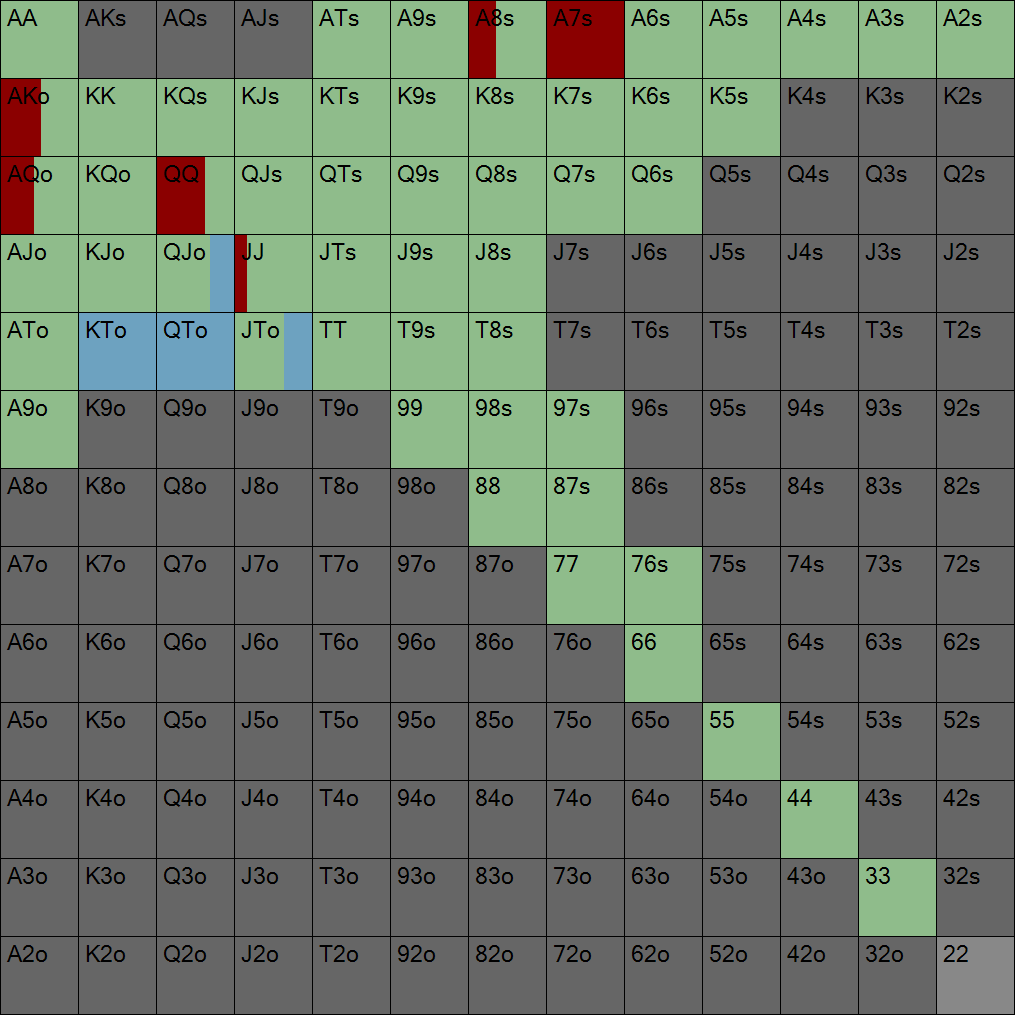 AA AKs AQs AJs ATs A9s A8s A7s A6s A5s A4s A3s A2s
AKo KK KQs KJs KTs K9s K8s K7s K6s K5s K4s K3s K2s
AQo KQo QQ QJs QTs Q9s Q8s Q7s Q6s Q5s Q4s Q3s Q2s
AJo KJo QJo JJ JTs J9s J8s J7s J6s J5s J4s J3s J2s
ATo KTo QTo JTo TT T9s T8s T7s T6s T5s T4s T3s T2s
A9o K9o Q9o J9o T9o 99 98s 97s 96s 95s 94s 93s 92s
A8o K8o Q8o J8o T8o 98o 88 87s 86s 85s 84s 83s 82s
A7o K7o Q7o J7o T7o 97o 87o 77 76s 75s 74s 73s 72s
A6o K6o Q6o J6o T6o 96o 86o 76o 66 65s 64s 63s 62s
A5o K5o Q5o J5o T5o 95o 85o 75o 65o 55 54s 53s 52s
A4o K4o Q4o J4o T4o 94o 84o 74o 64o 54o 44 43s 42s
A3o K3o Q3o J3o T3o 93o 83o 73o 63o 53o 43o 33 32s
A2o K2o Q2o J2o T2o 92o 82o 72o 62o 52o 42o 32o 22